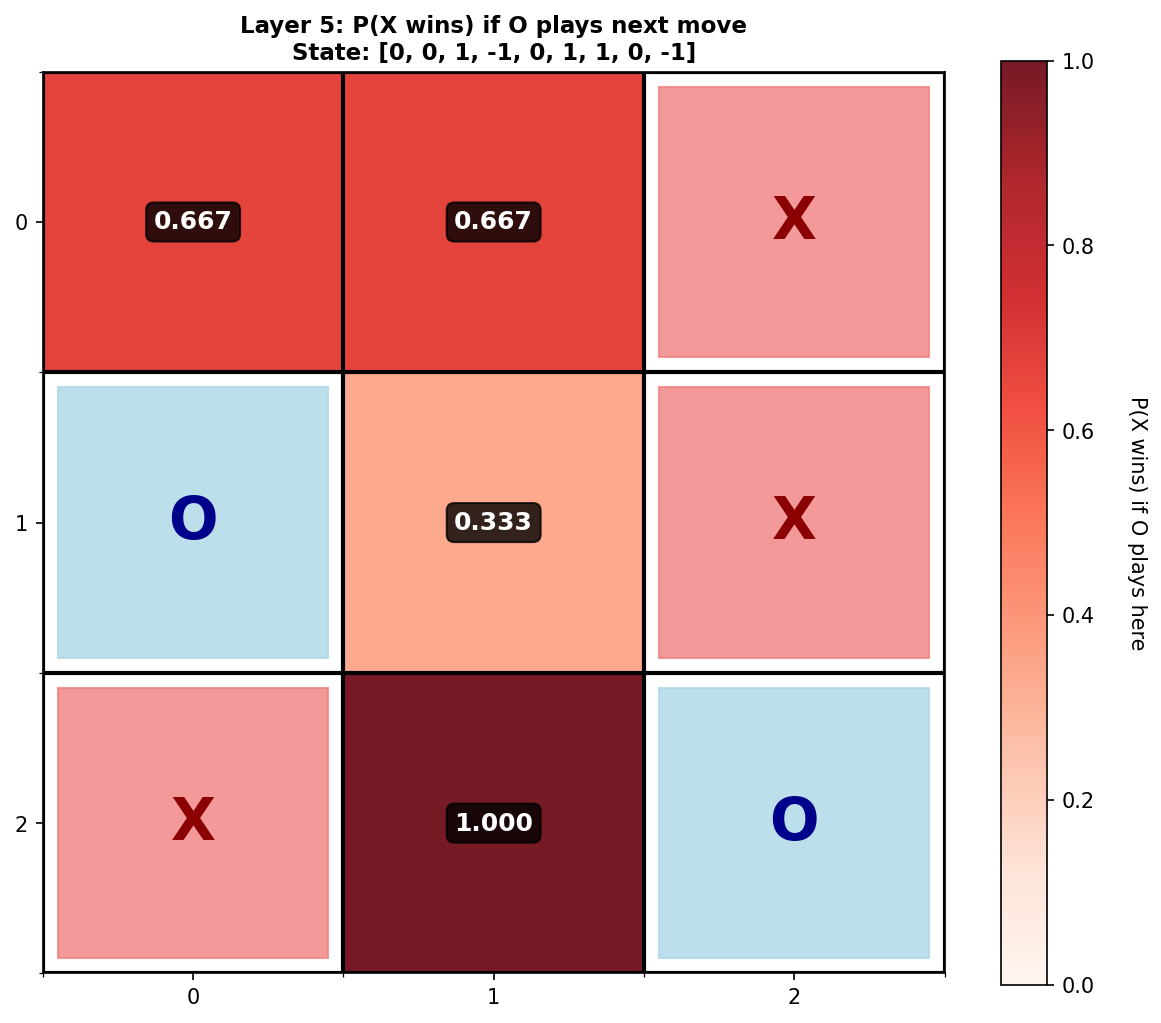 Layer 5: P(X wins) if O plays next move
State: [0, 0, 1, -1, 0, 1, 1, 0, -1]
0
0.667
0.667
X
1
O
0.333
X
2
X
1.000
O
0
1
2
1.0
0.8
0.6
0.4
0.2
0.0
P(X wins) if O plays here